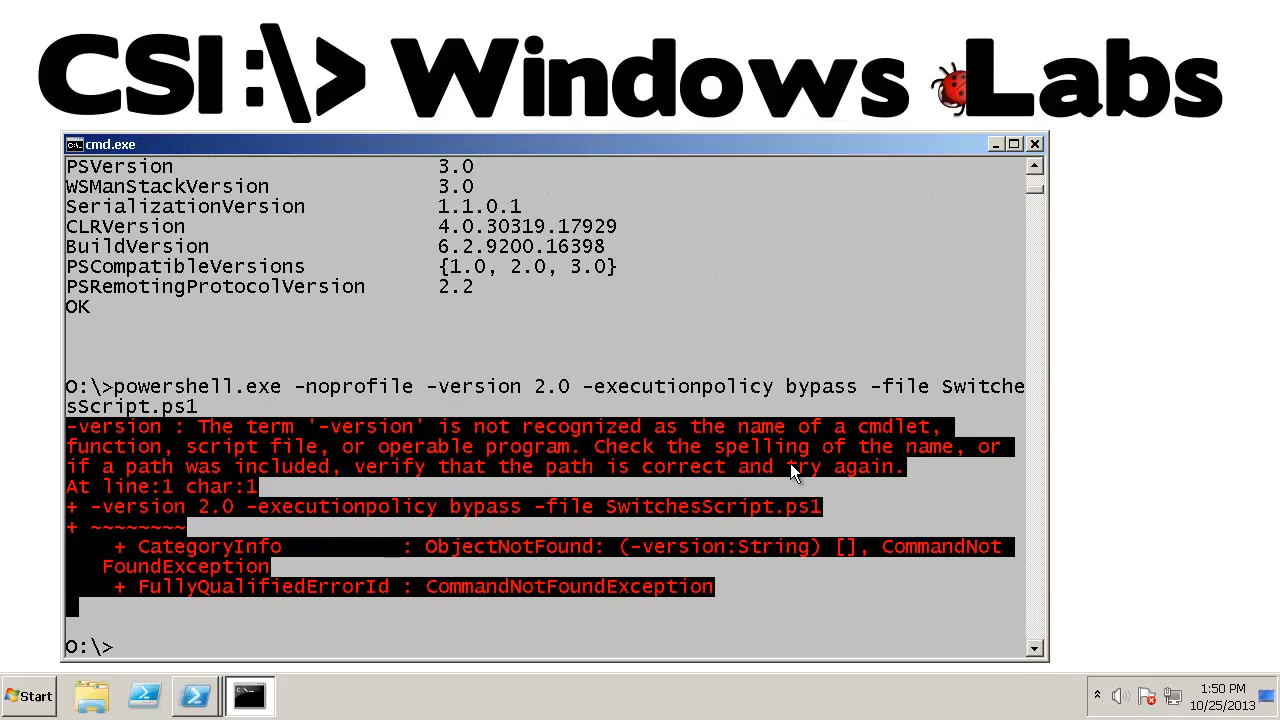 CSI:\> Windows Labs
cmd.exe
PSVersion 3.0
WSManStackVersion 3.0
SerializationVersion 1.1.0.1
CLRVersion 4.0.30319.17929
BuildVersion 6.2.9200.16398
PSCompatibleVersions {1.0, 2.0, 3.0}
PSRemotingProtocolVersion 2.2
OK
O:\>powershell.exe -noprofile -version 2.0 -executionpolicy bypass -file Switche
sScript.ps1
-version : The term '-version' is not recognized as the name of a cmdlet,
function, script file, or operable program. Check the spelling of the name, or
if a path was included, verify that the path is correct and try again.
At line:1 char:1
+ -version 2.0 -executionpolicy bypass -file SwitchesScript.ps1
+ ~~~~~~~~
+ CategoryInfo : ObjectNotFound: (-version:String) [], CommandNot
FoundException
+ FullyQualifiedErrorId : CommandNotFoundException
O:\>
Start
1:50 PM
10/25/2013